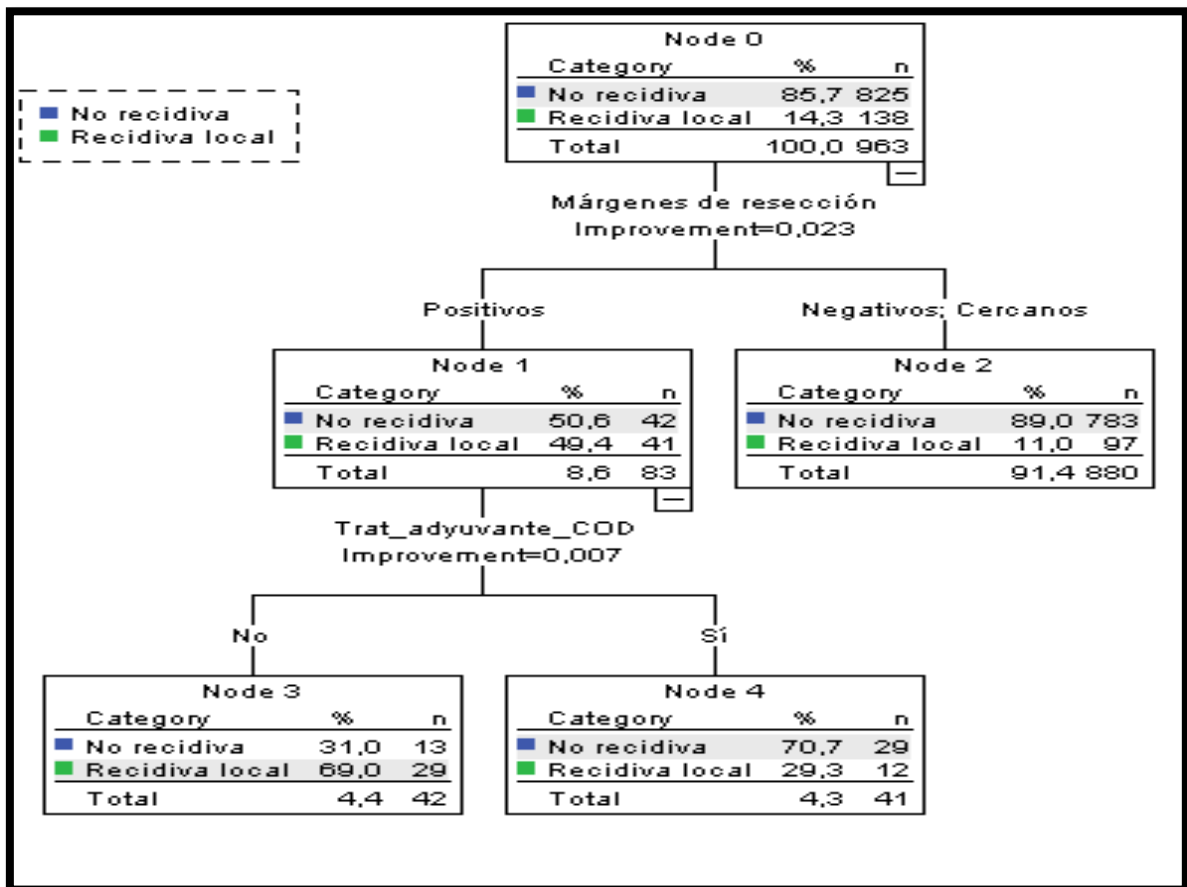 Node 0
Category % n
No recidiva 85,7 825
Recidiva local 14,3 138
Total 100,0 963
No recidiva
Recidiva local
Márgenes de resección
Improvement=0,023
Positivos
Negativos; Cercanos
Node 1
Category % n
No recidiva 50,6 42
Recidiva local 49,4 41
Total 8,6 83
Node 2
Category % n
No recidiva 89,0 783
Recidiva local 11,0 97
Total 91,4 880
Trat_adyuvante_COD
Improvement=0,007
No
Sí
Node 3
Category % n
No recidiva 31,0 13
Recidiva local 69,0 29
Total 4,4 42
Node 4
Category % n
No recidiva 70,7 29
Recidiva local 29,3 12
Total 4,3 41